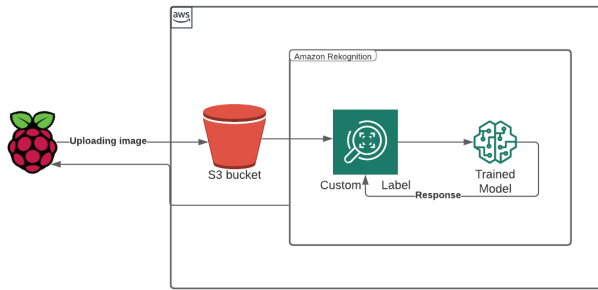 aws
Amazon Rekognition
Uploading image
S3 bucket
Custom Label
Trained
Model
Response